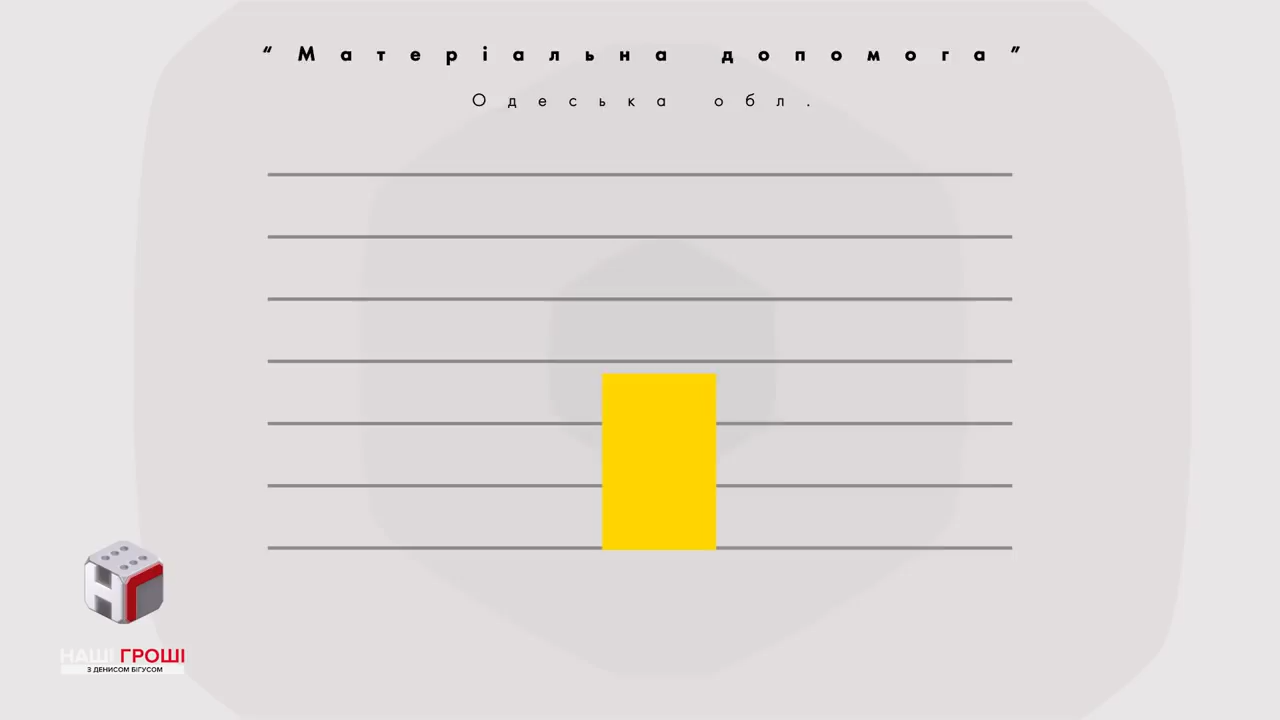 “Матеріальна допомога”
Одеська обл.
НАШІ ГРОШІ
З ДЕНИСОМ БІГУСОМ